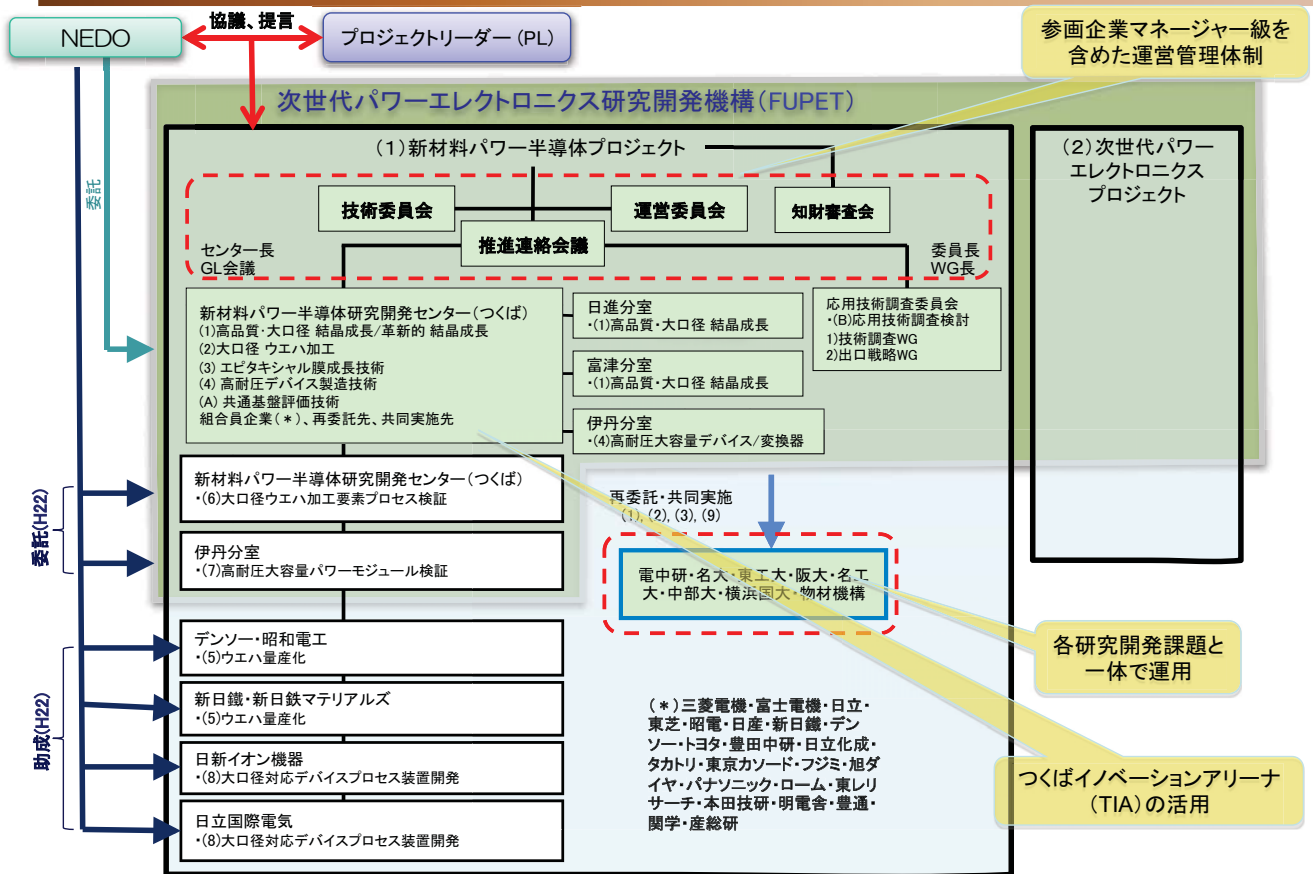 協議、提言
NEDO
プロジェクトリーダー (PL)
参画企業マネージャー級を
含めた運営管理体制
次世代パワーエレクトロニクス研究開発機構(FUPET)
委託
(1)新材料パワー半導体プロジェクト
(2)次世代パワー
エレクトロニクス
プロジェクト
技術委員会
運営委員会
知財審査会
推進連絡会議
センター長
GL会議
委員長
WG長
新材料パワー半導体研究開発センター(つくば)
(1)高品質・大口径 結晶成長/革新的 結晶成長
(2)大口径 ウエハ加工
(3) エピタキシャル膜成長技術
(4) 高耐圧デバイス製造技術
(A) 共通基盤評価技術
組合員企業(*)、再委託先、共同実施先
日進分室
・(1)高品質・大口径 結晶成長
富津分室
・(1)高品質・大口径 結晶成長
伊丹分室
・(4)高耐圧大容量デバイス/変換器
応用技術調査委員会
・(B)応用技術調査検討
1)技術調査WG
2)出口戦略WG
委託(H22)
新材料パワー半導体研究開発センター(つくば)
・(6)大口径ウエハ加工要素プロセス検証
伊丹分室
・(7)高耐圧大容量パワーモジュール検証
再委託・共同実施
(1), (2), (3), (9)
電中研・名大・東工大・阪大・名工
大・中部大・横浜国大・物材機構
各研究開発課題と
一体で運用
助成(H22)
デンソー・昭和電工
・(5)ウエハ量産化
新日鐵・新日鉄マテリアルズ
・(5)ウエハ量産化
日新イオン機器
・(8)大口径対応デバイスプロセス装置開発
日立国際電気
・(8)大口径対応デバイスプロセス装置開発
(*)三菱電機・富士電機・日立・
東芝・昭電・日産・新日鐵・デン
ソー・トヨタ・豊田中研・日立化成・
タカトリ・東京カソード・フジミ・旭ダ
イヤ・パナソニック・ローム・東レリ
サーチ・本田技研・明電舎・豊通・
関学・産総研
つくばイノベーションアリーナ
(TIA)の活用